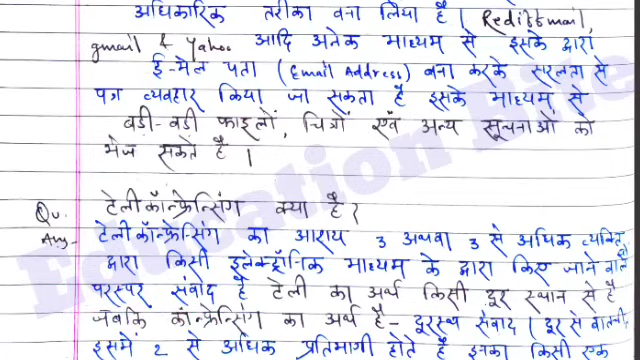 अधिकारिक तरीका बना लिया है। Rediffmail,
gmail & Yahoo आदि अनेक माध्यम से इसके द्वारा
ई-मेल पता (Email Address) बना करके सरलता से
पत्र व्यवहार किया जा सकता है इसके माध्यम से
बडी-बडी फाइलों, चित्रों एवं अन्य सूचनाओं को
भेज सकते है।
Qu. टेलीकॉन्फ्रेन्सिंग क्या है?
Ans- टेलीकॉन्फ्रेसिंग का आशय 3 अथवा 3 से अधिक व्यक्तियों
द्वारा किसी इलेक्ट्रॉनिक माध्यम के द्वारा किए जाने वाले
परस्पर संवाद है टेली का अर्थ किसी दूर स्थान से है
जबकि कॉन्फ्रेन्सिंग का अर्थ है- दूरस्थ संवाद (दूर से वार्ता)
इसमें 2 से अधिक प्रतिभागी होते है इनका किसी एक
Education Bite